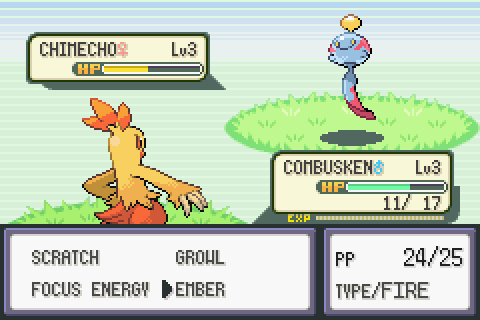 CHIMECHO♀ Lv3
HP
COMBUSKEN♂ Lv3
HP
11/ 17
EXP
SCRATCH GROWL PP 24/25
FOCUS ENERGY EMBER TYPE/FIRE